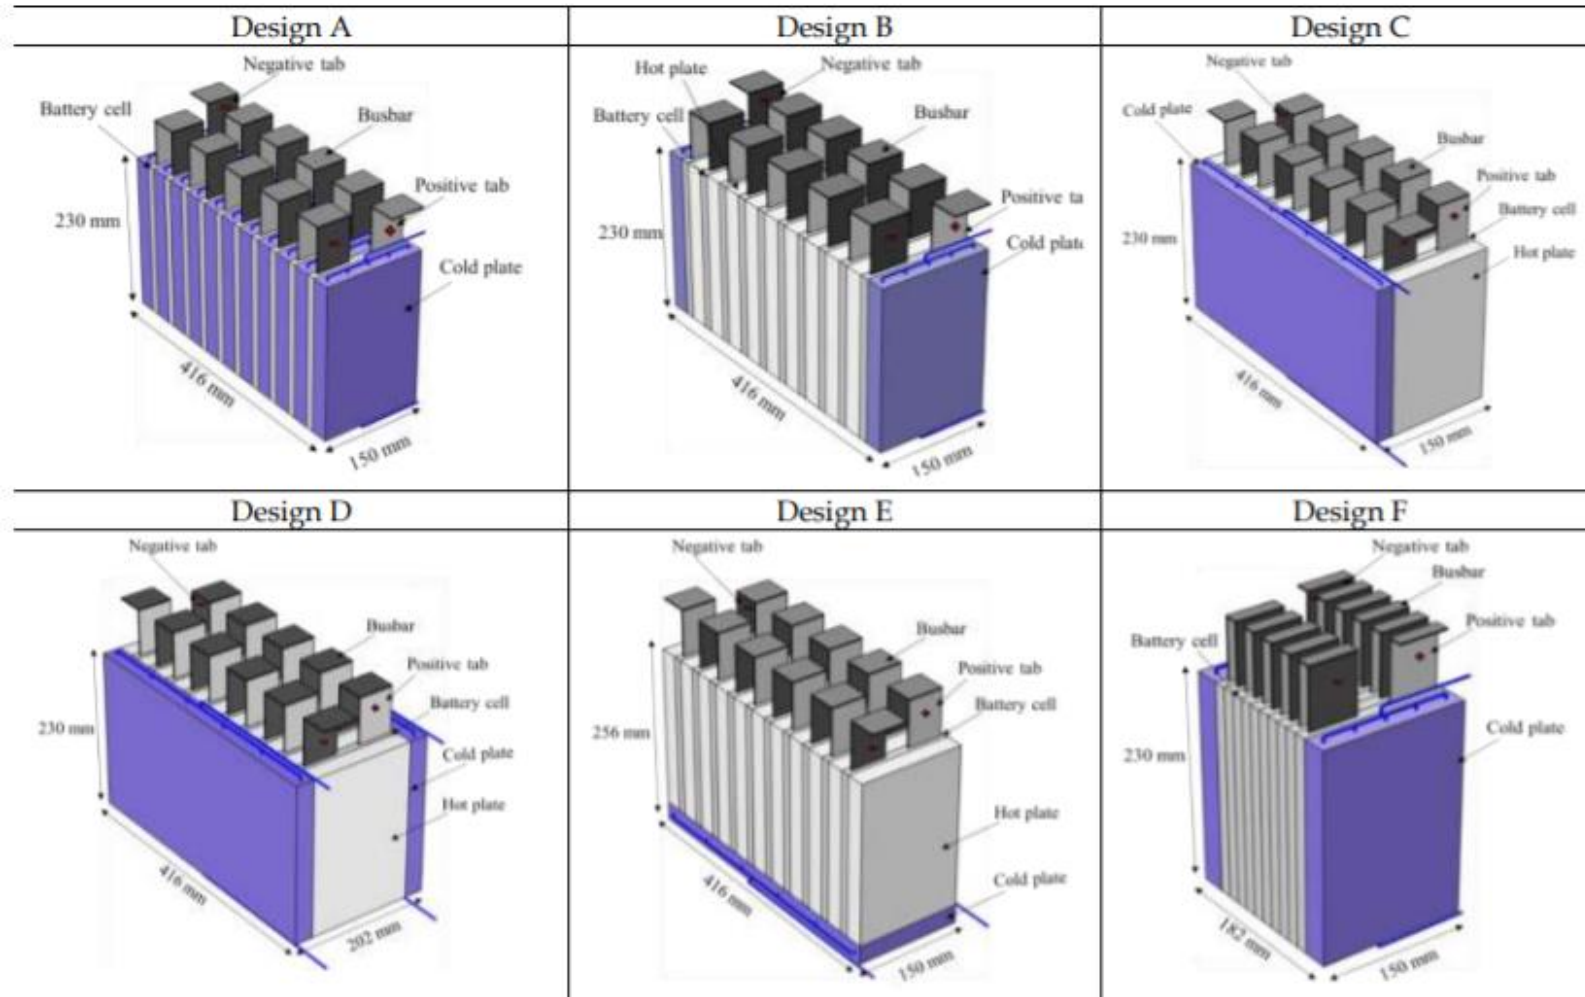 Design A
Design B
Design C
Negative tab
Battery cell
Busbar
Positive tab
230 mm
Cold plate
416 mm
150 mm
Hot plate
Negative tab
Battery cell
Busbar
Positive ta
230 mm
Cold plat
416 mm
150 mm
Negative tab
Cold plate
Busbar
Positive tab
Battery cell
230 mm
Hot plate
416 mm
150 mm
Design D
Design E
Design F
Negative tab
Busbar
Positive tab
Battery cell
230 mm
Cold plate
Hot plate
416 mm
202 mm
Negative tab
Busbar
Positive tab
Battery cell
256 mm
Hot plate
Cold plate
416 mm
150 mm
Negative tab
Busbar
Positive tab
Battery cell
Cold plate
230 mm
182 mm
150 mm